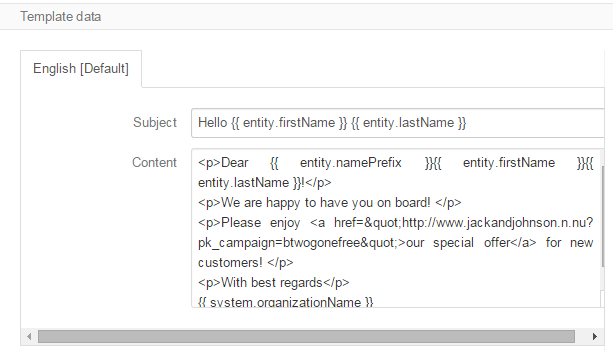 Template data
English [Default]
Subject
Hello {{ entity.firstName }} {{ entity.lastName }}
Content
<p>Dear {{ entity.namePrefix }}{{ entity.firstName }}{{
entity.lastName }}!</p>
<p>We are happy to have you on board! </p>
<p>Please enjoy <a href=&quot;http://www.jackandjohnson.n.nu?
pk_campaign=btwogonefree&quot;>our special offer</a> for new
customers! </p>
<p>With best regards</p>
{{ system.organizationName }}